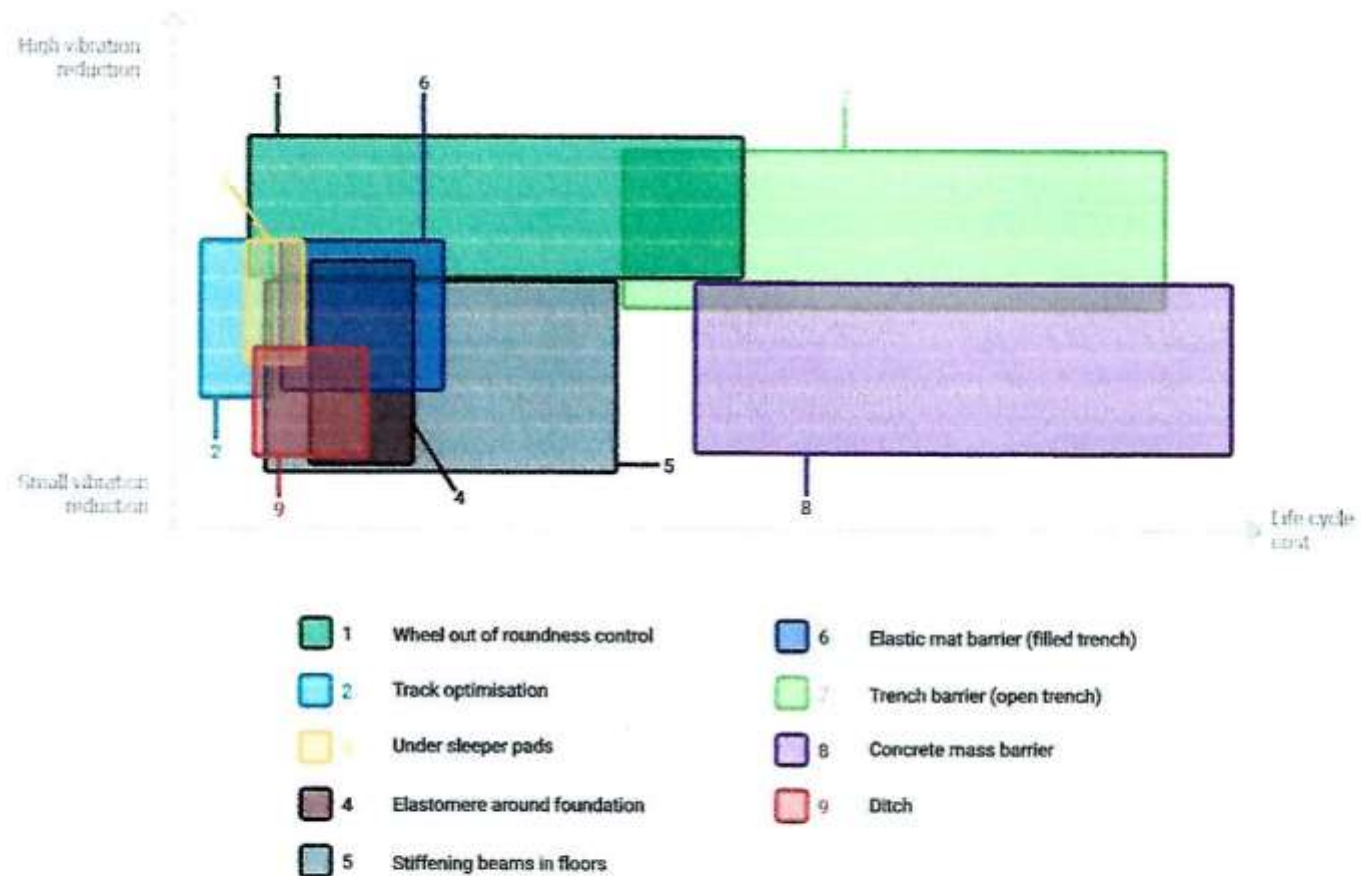 High vibration
reduction
1
6
7
2
9
4
5
8
Small vibration
reduction
Life cycle
cost
1 Wheel out of roundness control
2 Track optimisation
Under sleeper pads
4 Elastomere around foundation
5 Stiffening beams in floors
6 Elastic mat barrier (filled trench)
7 Trench barrier (open trench)
8 Concrete mass barrier
9 Ditch